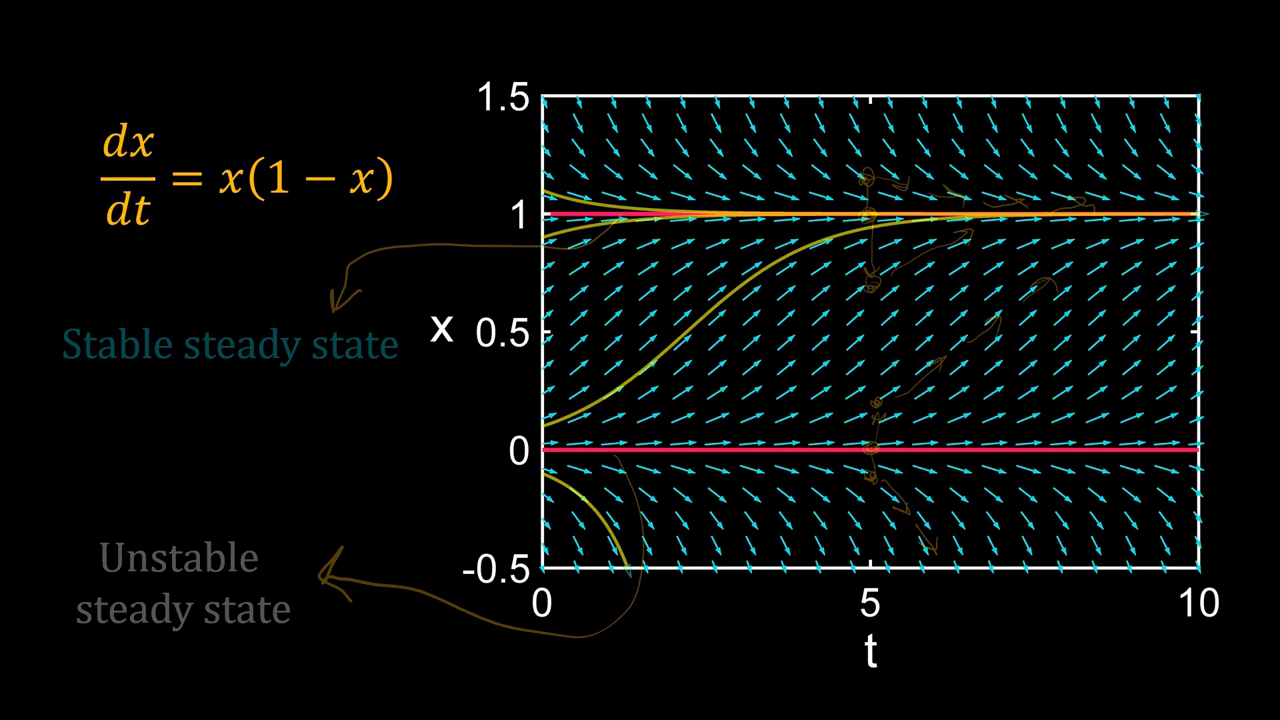 dx/dt = x(1 − x)
Stable steady state
Unstable
steady state
1.5
1
x 0.5
0
-0.5
0 5 10
t